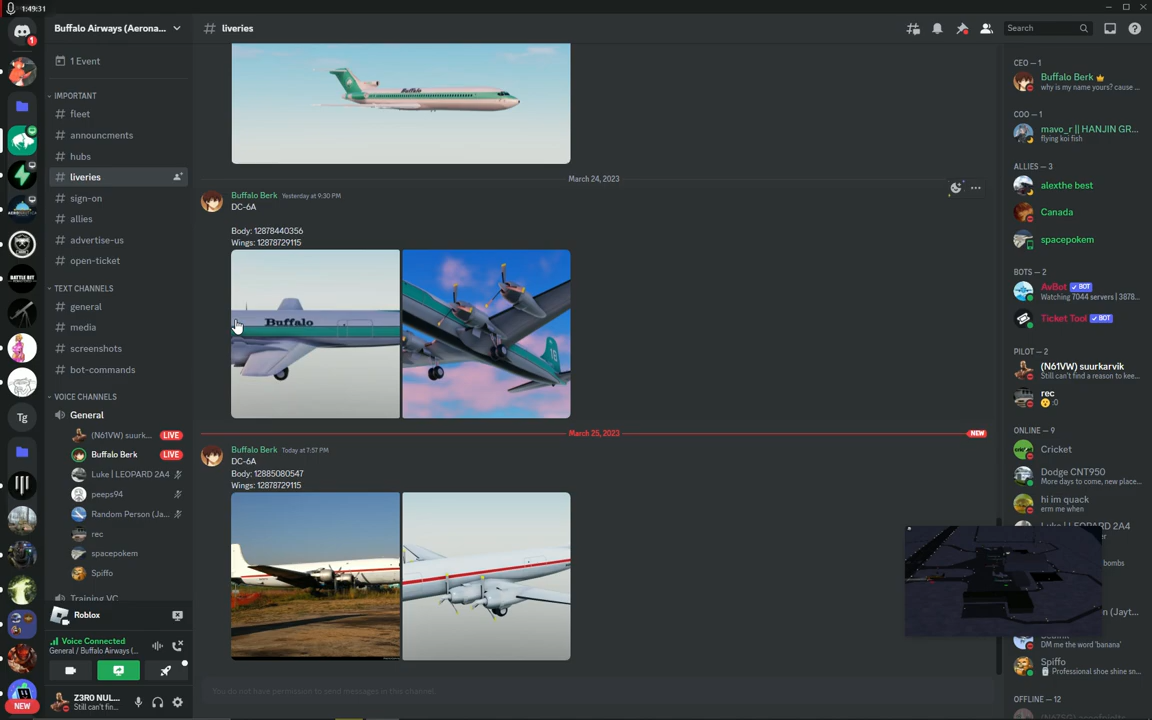 1:49:31
Buffalo Airways (Aerona...
# liveries
Search
1 Event
IMPORTANT
# fleet
# announcments
# hubs
# liveries
# sign-on
# allies
# advertise-us
# open-ticket
TEXT CHANNELS
# general
# media
# screenshots
# bot-commands
VOICE CHANNELS
General
(N61VW) suurk... LIVE
Buffalo Berk LIVE
Luke | LEOPARD 2A4
peeps94
Random Person (Ja...
rec
spacepokem
Spiffo
Training VC
Roblox
Voice Connected
General / Buffalo Airways (...
Z3R0 NUL...
Still can't fin...
NEW
Tg
Buffalo
March 24, 2023
Buffalo Berk Yesterday at 9:30 PM
DC-6A
Body: 12878440356
Wings: 12878729115
Buffalo
March 25, 2023 NEW
Buffalo Berk Today at 7:57 PM
DC-6A
Body: 12885080547
Wings: 12878729115
You do not have permission to send messages in this channel.
CEO — 1
Buffalo Berk
why is my name yours? cause ...
COO — 1
mavo_r || HANJIN GR...
flying koi fish
ALLIES — 3
alexthe best
Canada
spacepokem
BOTS — 2
AvBot BOT
Watching 7044 servers | 3878...
Ticket Tool BOT
PILOT — 2
(N61VW) suurkarvik
Still can't find a reason to kee...
rec
:0
ONLINE — 9
Cricket
Dodge CNT950
More days to come, new place...
hi im quack
erm me when
Luke | LEOPARD 2A4
bombs
n (Jayt...
DM me the word 'banana'
Spiffo
Professional shoe shine sn...
OFFLINE — 12